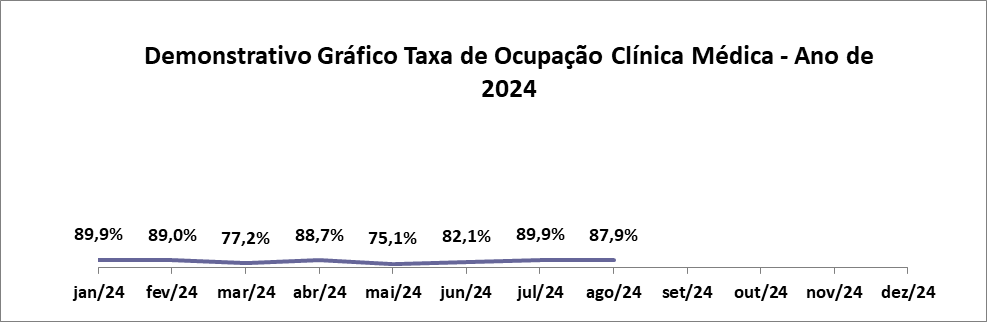 Demonstrativo Gráfico Taxa de Ocupação Clínica Médica - Ano de
2024
89,9% 89,0% 77,2% 88,7% 75,1% 82,1% 89,9% 87,9%
jan/24 fev/24 mar/24 abr/24 mai/24 jun/24 jul/24 ago/24 set/24 out/24 nov/24 dez/24